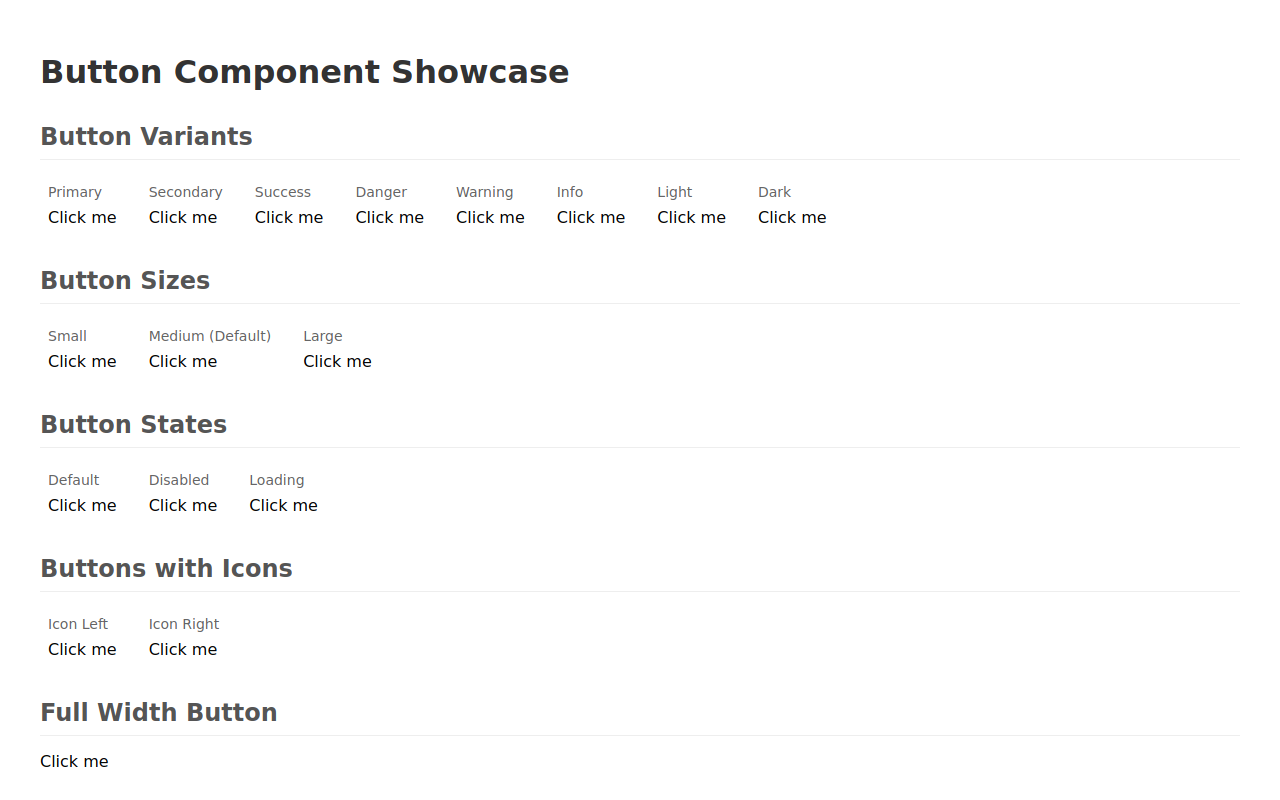 Button Component Showcase
Button Variants
Primary Secondary Success Danger Warning Info Light Dark
Click me Click me Click me Click me Click me Click me Click me Click me
Button Sizes
Small Medium (Default) Large
Click me Click me Click me
Button States
Default Disabled Loading
Click me Click me Click me
Buttons with Icons
Icon Left Icon Right
Click me Click me
Full Width Button
Click me